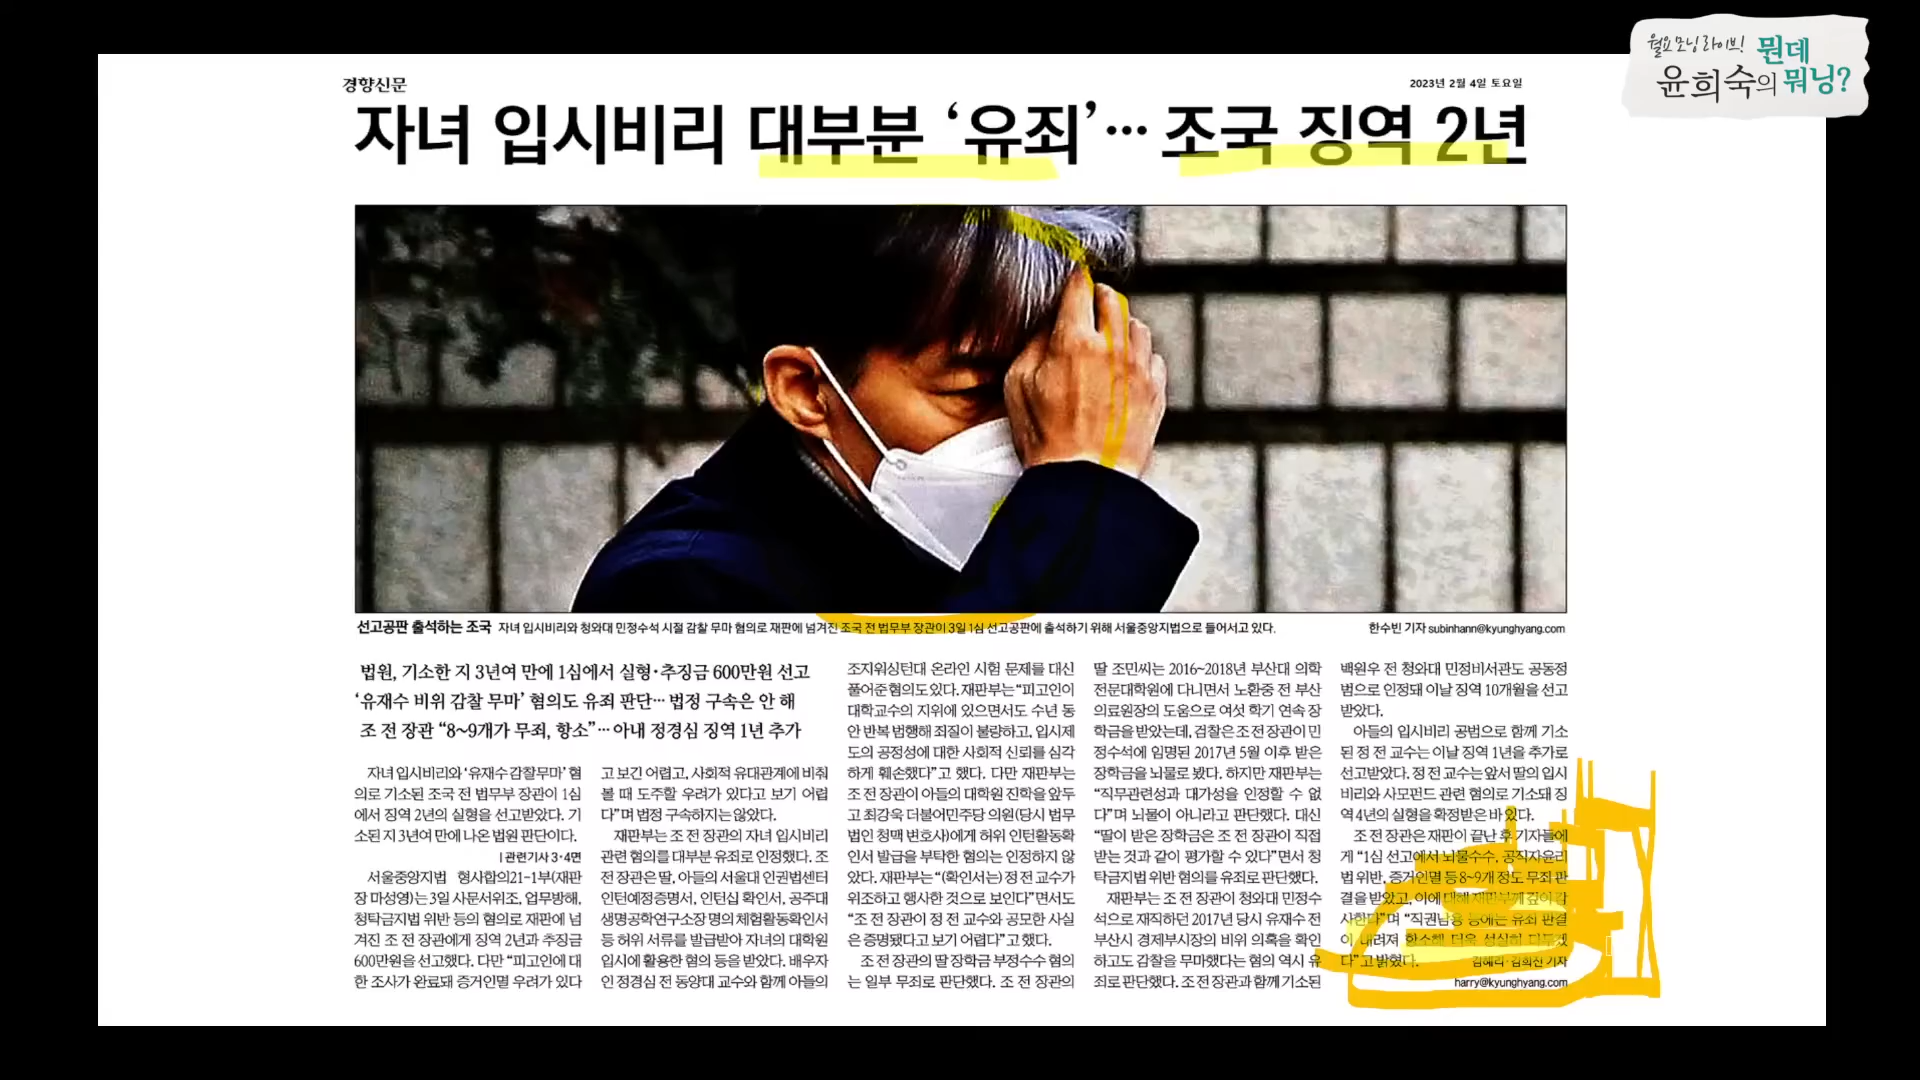 월요모닝라이브! 뭔데
윤희숙의 뭐닝?
경향신문
2023년 2월 4일 토요일
자녀 입시비리 대부분 ‘유죄’… 조국 징역 2년
선고공판 출석하는 조국 자녀 입시비리와 청와대 민정수석 시절 감찰 무마 혐의로 재판에 넘겨진 조국 전 법무부 장관이 3일 1심 선고공판에 출석하기 위해 서울중앙지법으로 들어서고 있다.
한수빈 기자 subinhann@kyunghyang.com
법원, 기소한 지 3년여 만에 1심에서 실형·추징금 600만원 선고
‘유재수 비위 감찰 무마’ 혐의도 유죄 판단… 법정 구속은 안 해
조 전 장관 “8~9개가 무죄, 항소”… 아내 정경심 징역 1년 추가
자녀 입시비리와 ‘유재수 감찰무마’ 혐
의로 기소된 조국 전 법무부 장관이 1심
에서 징역 2년의 실형을 선고받았다. 기
소된 지 3년여 만에 나온 법원 판단이다.
| 관련기사 3·4면
서울중앙지법 형사합의21-1부(재판
장 마성영)는 3일 사문서위조, 업무방해,
청탁금지법 위반 등의 혐의로 재판에 넘
겨진 조 전 장관에게 징역 2년과 추징금
600만원을 선고했다. 다만 “피고인에 대
한 조사가 완료돼 증거인멸 우려가 있다
고 보긴 어렵고, 사회적 유대관계에 비춰
볼 때 도주할 우려가 있다고 보기 어렵
다”며 법정 구속하지는 않았다.
재판부는 조 전 장관의 자녀 입시비리
관련 혐의를 대부분 유죄로 인정했다. 조
전 장관은 딸, 아들의 서울대 인권법센터
인턴예정증명서, 인턴십 확인서, 공주대
생명공학연구소장 명의 체험활동확인서
등 허위 서류를 발급받아 자녀의 대학원
입시에 활용한 혐의 등을 받았다. 배우자
인 정경심 전 동양대 교수와 함께 아들의
조지워싱턴대 온라인 시험 문제를 대신
풀어준 혐의도 있다. 재판부는 “피고인이
대학교수의 지위에 있으면서도 수년 동
안 반복 범행해 죄질이 불량하고, 입시제
도의 공정성에 대한 사회적 신뢰를 심각
하게 훼손했다”고 했다. 다만 재판부는
조 전 장관이 아들의 대학원 진학을 앞두
고 최강욱 더불어민주당 의원(당시 법무
법인 청맥 변호사)에게 허위 인턴활동확
인서 발급을 부탁한 혐의는 인정하지 않
았다. 재판부는 “(확인서는) 정 전 교수가
위조하고 행사한 것으로 보인다”면서도
“조 전 장관이 정 전 교수와 공모한 사실
은 증명됐다고 보기 어렵다”고 했다.
조 전 장관의 딸 장학금 부정수수 혐의
는 일부 무죄로 판단했다. 조 전 장관의
딸 조민씨는 2016~2018년 부산대 의학
전문대학원에 다니면서 노환중 전 부산
의료원장의 도움으로 여섯 학기 연속 장
학금을 받았는데, 검찰은 조 전 장관이 민
정수석에 임명된 2017년 5월 이후 받은
장학금을 뇌물로 봤다. 하지만 재판부는
“직무관련성과 대가성을 인정할 수 없
다”며 뇌물이 아니라고 판단했다. 대신
“딸이 받은 장학금은 조 전 장관이 직접
받는 것과 같이 평가할 수 있다”면서 청
탁금지법 위반 혐의를 유죄로 판단했다.
재판부는 조 전 장관이 청와대 민정수
석으로 재직하던 2017년 당시 유재수 전
부산시 경제부시장의 비위 의혹을 확인
하고도 감찰을 무마했다는 혐의 역시 유
죄로 판단했다. 조 전 장관과 함께 기소된
백원우 전 청와대 민정비서관도 공동정
범으로 인정돼 이날 징역 10개월을 선고
받았다.
아들의 입시비리 공범으로 함께 기소
된 정 전 교수는 이날 징역 1년을 추가로
선고받았다. 정 전 교수는 앞서 딸의 입시
비리와 사모펀드 관련 혐의로 기소돼 징
역 4년의 실형을 확정받은 바 있다.
조 전 장관은 재판이 끝난 후 기자들에
게 “1심 선고에서 뇌물수수, 공직자윤리
법 위반, 증거인멸 등 8~9개 정도 무죄 판
결을 받았고, 이에 대해 재판부께 깊이 감
사한다”며 “직권남용 등에는 유죄 판결
이 내려져 항소해 더욱 성실히 다투겠
다”고 밝혔다.
김혜리·김희진 기자
harry@kyunghyang.com